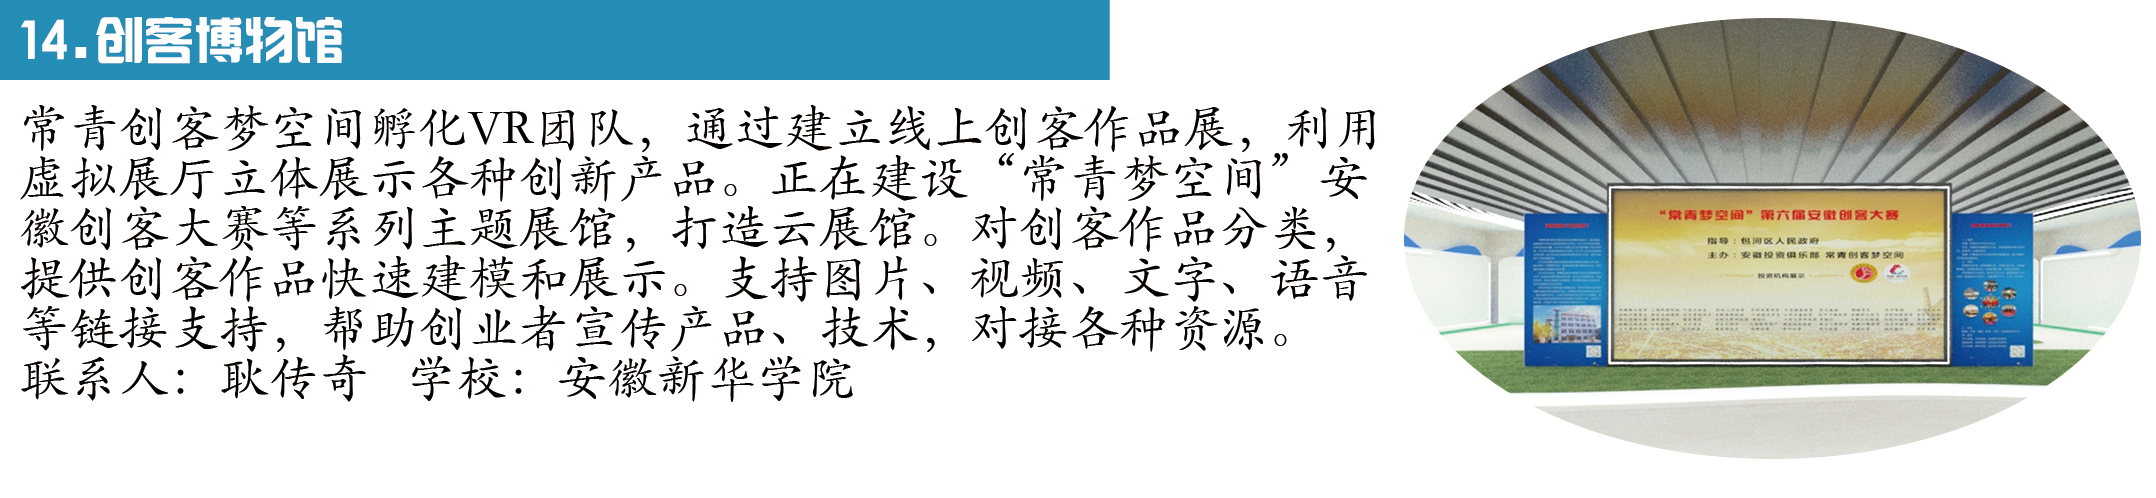 14.创客博物馆
常青创客梦空间孵化VR团队，通过建立线上创客作品展，利用
虚拟展厅立体展示各种创新产品。正在建设“常青梦空间”安
徽创客大赛等系列主题展馆，打造云展馆。对创客作品分类，
提供创客作品快速建模和展示。支持图片、视频、文字、语音
等链接支持，帮助创业者宣传产品、技术，对接各种资源。
联系人：耿传奇 学校：安徽新华学院
“常青梦空间”第六届安徽创客大赛
指导：包河区人民政府
主办：安徽投资俱乐部 常青创客梦空间
投资机构展示